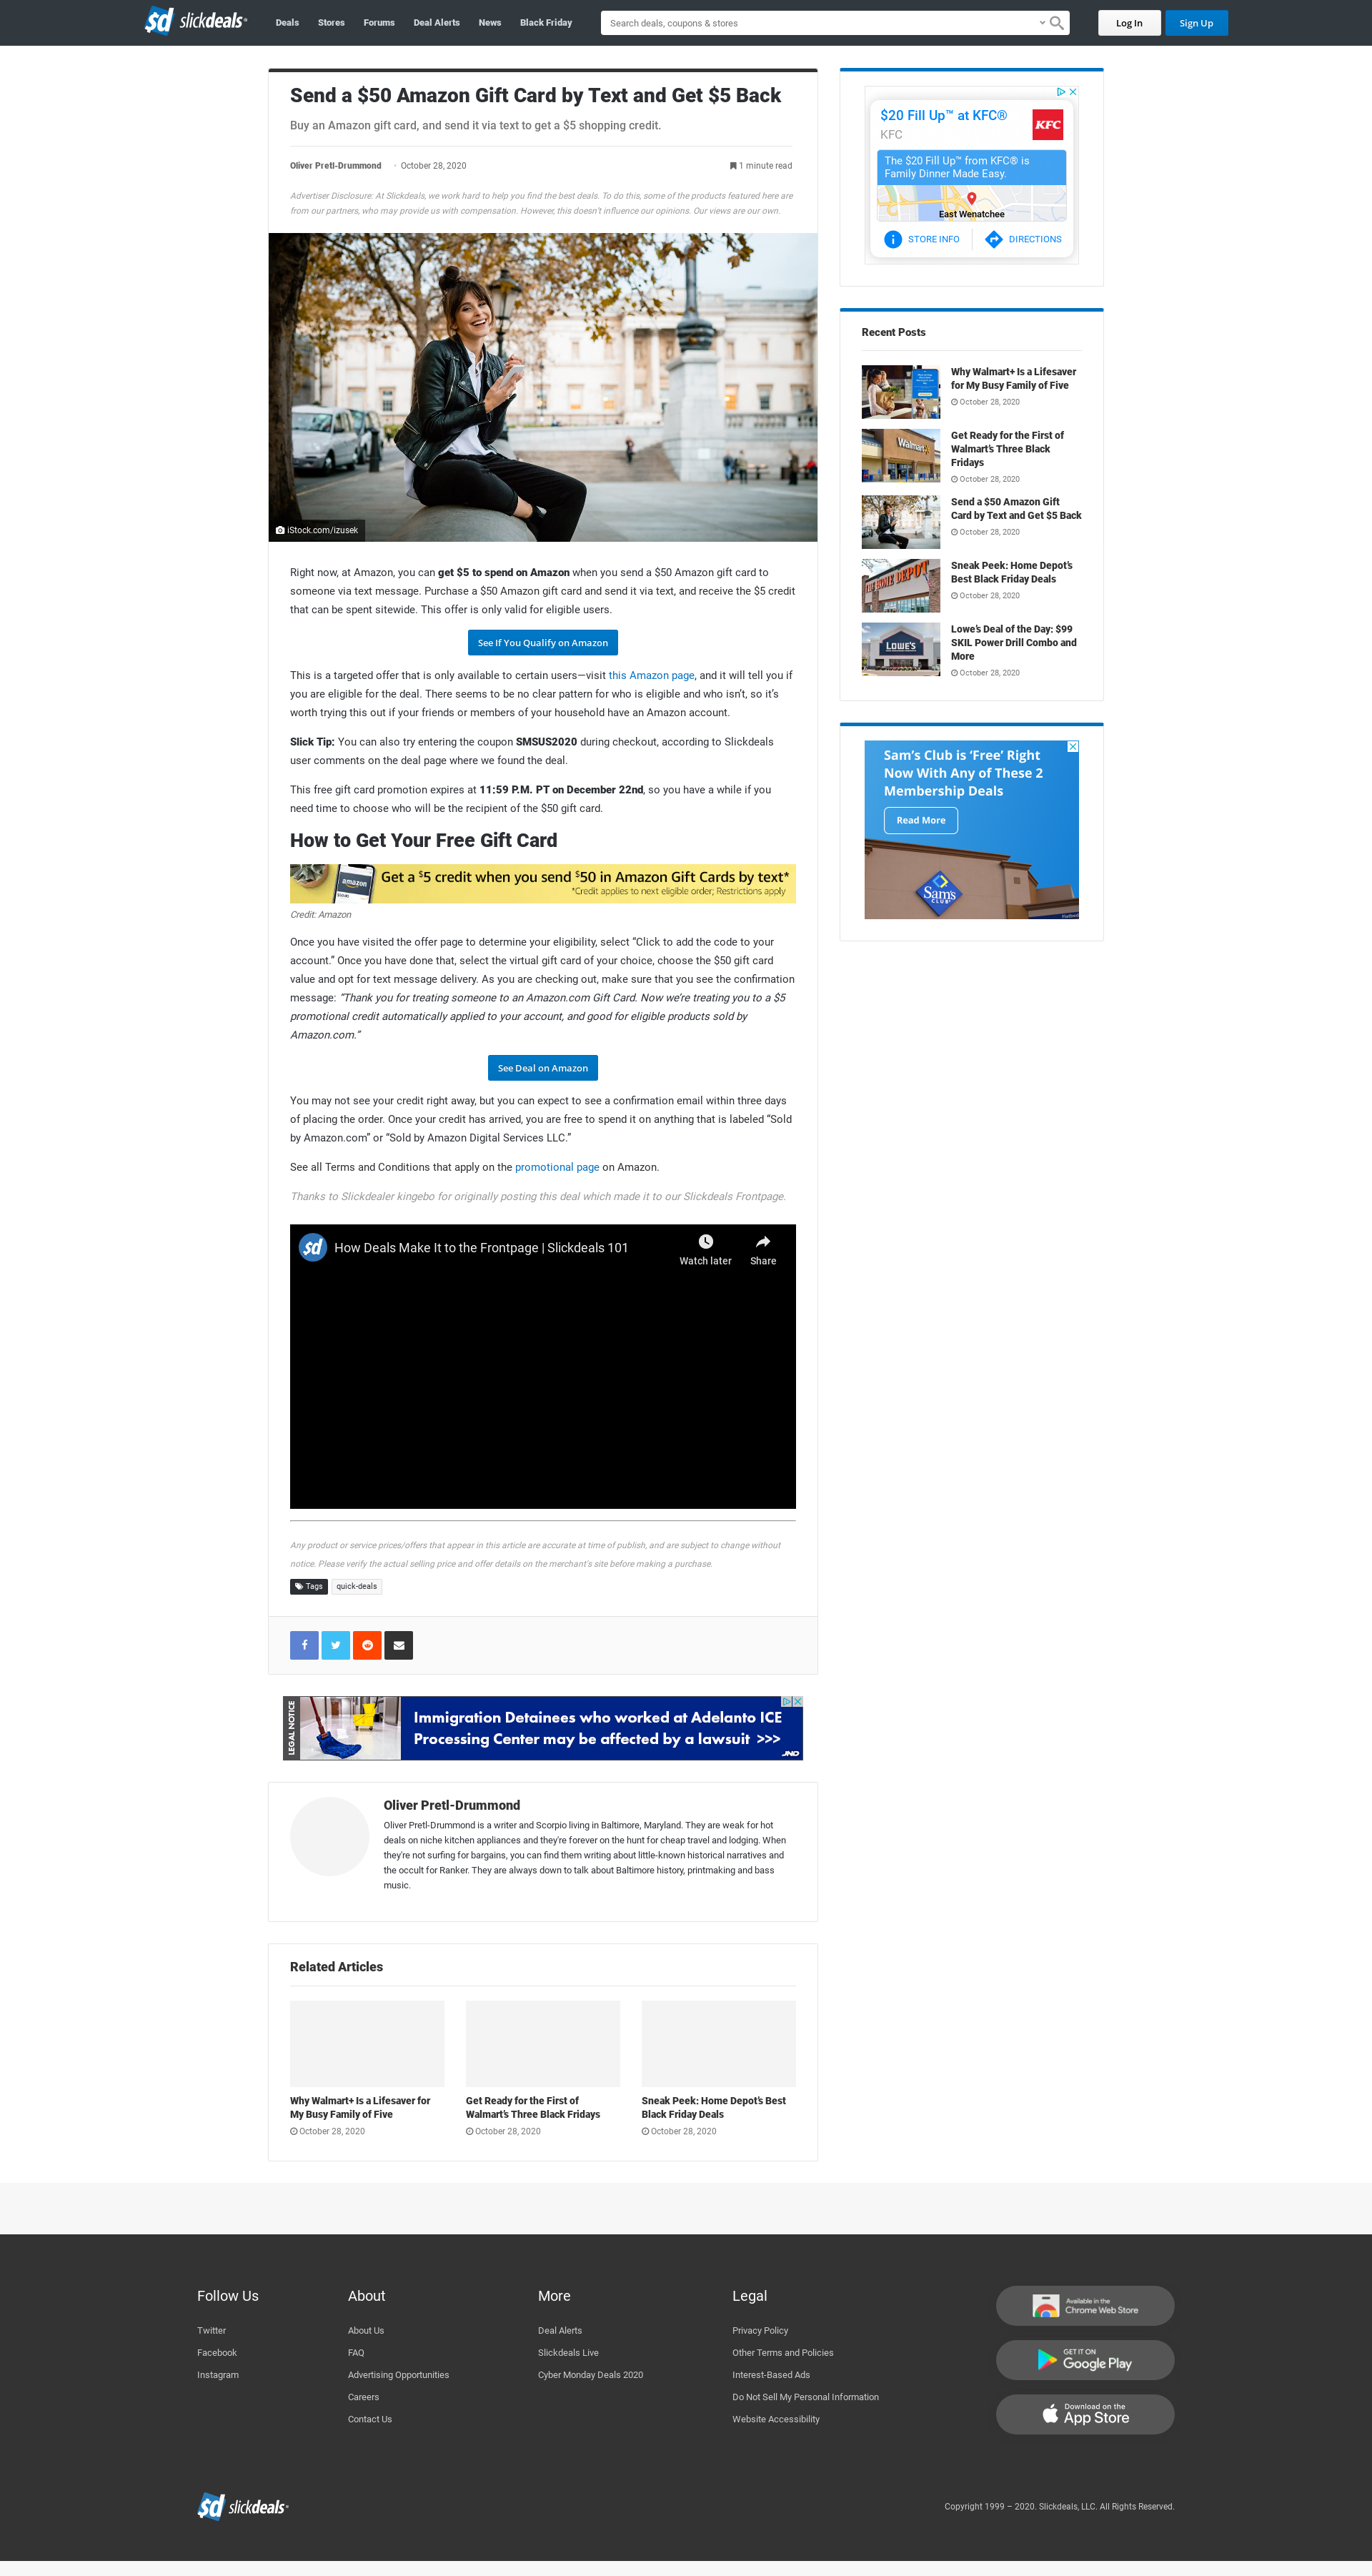 sd slickdeals
Deals Stores Forums Deal Alerts News Black Friday
Search deals, coupons & stores
Log In Sign Up
Send a $50 Amazon Gift Card by Text and Get $5 Back
Buy an Amazon gift card, and send it via text to get a $5 shopping credit.
Oliver Pretl-Drummond October 28, 2020 1 minute read
Advertiser Disclosure: At Slickdeals, we work hard to help you find the best deals. To do this, some of the products featured here are
from our partners, who may provide us with compensation. However, this doesn't influence our opinions. Our views are our own.
iStock.com/izusek
Right now, at Amazon, you can get $5 to spend on Amazon when you send a $50 Amazon gift card to
someone via text message. Purchase a $50 Amazon gift card and send it via text, and receive the $5 credit
that can be spent sitewide. This offer is only valid for eligible users.
See If You Qualify on Amazon
This is a targeted offer that is only available to certain users—visit this Amazon page, and it will tell you if
you are eligible for the deal. There seems to be no clear pattern for who is eligible and who isn't, so it's
worth trying this out if your friends or members of your household have an Amazon account.
Slick Tip: You can also try entering the coupon SMSUS2020 during checkout, according to Slickdeals
user comments on the deal page where we found the deal.
This free gift card promotion expires at 11:59 P.M. PT on December 22nd, so you have a while if you
need time to choose who will be the recipient of the $50 gift card.
How to Get Your Free Gift Card
amazon
Get a $5 credit when you send $50 in Amazon Gift Cards by text*
*Credit applies to next eligible order; Restrictions apply
Credit: Amazon
Once you have visited the offer page to determine your eligibility, select “Click to add the code to your
account.” Once you have done that, select the virtual gift card of your choice, choose the $50 gift card
value and opt for text message delivery. As you are checking out, make sure that you see the confirmation
message: “Thank you for treating someone to an Amazon.com Gift Card. Now we're treating you to a $5
promotional credit automatically applied to your account, and good for eligible products sold by
Amazon.com.”
See Deal on Amazon
You may not see your credit right away, but you can expect to see a confirmation email within three days
of placing the order. Once your credit has arrived, you are free to spend it on anything that is labeled “Sold
by Amazon.com” or “Sold by Amazon Digital Services LLC.”
See all Terms and Conditions that apply on the promotional page on Amazon.
Thanks to Slickdealer kingebo for originally posting this deal which made it to our Slickdeals Frontpage.
sd How Deals Make It to the Frontpage | Slickdeals 101
Watch later Share
Any product or service prices/offers that appear in this article are accurate at time of publish, and are subject to change without
notice. Please verify the actual selling price and offer details on the merchant's site before making a purchase.
Tags quick-deals
LEGAL NOTICE
Immigration Detainees who worked at Adelanto ICE
Processing Center may be affected by a lawsuit >>>
JND
Oliver Pretl-Drummond
Oliver Pretl-Drummond is a writer and Scorpio living in Baltimore, Maryland. They are weak for hot
deals on niche kitchen appliances and they're forever on the hunt for cheap travel and lodging. When
they're not surfing for bargains, you can find them writing about little-known historical narratives and
the occult for Ranker. They are always down to talk about Baltimore history, printmaking and bass
music.
Related Articles
Why Walmart+ Is a Lifesaver for
My Busy Family of Five
October 28, 2020
Get Ready for the First of
Walmart's Three Black Fridays
October 28, 2020
Sneak Peek: Home Depot's Best
Black Friday Deals
October 28, 2020
$20 Fill Up™ at KFC®
KFC
KFC
The $20 Fill Up™ from KFC® is
Family Dinner Made Easy.
East Wenatchee
STORE INFO DIRECTIONS
Recent Posts
Why Walmart+ Is a Lifesaver
for My Busy Family of Five
October 28, 2020
Walmart
Get Ready for the First of
Walmart's Three Black
Fridays
October 28, 2020
Send a $50 Amazon Gift
Card by Text and Get $5 Back
October 28, 2020
THE HOME DEPOT
Sneak Peek: Home Depot's
Best Black Friday Deals
October 28, 2020
LOWE'S
Lowe's Deal of the Day: $99
SKIL Power Drill Combo and
More
October 28, 2020
Sam's Club is ‘Free’ Right
Now With Any of These 2
Membership Deals
Read More
Sam's
CLUB
Follow Us
Twitter
Facebook
Instagram
About
About Us
FAQ
Advertising Opportunities
Careers
Contact Us
More
Deal Alerts
Slickdeals Live
Cyber Monday Deals 2020
Legal
Privacy Policy
Other Terms and Policies
Interest-Based Ads
Do Not Sell My Personal Information
Website Accessibility
Available in the
Chrome Web Store
GET IT ON
Google Play
Download on the
App Store
sd slickdeals
Copyright 1999 – 2020. Slickdeals, LLC. All Rights Reserved.